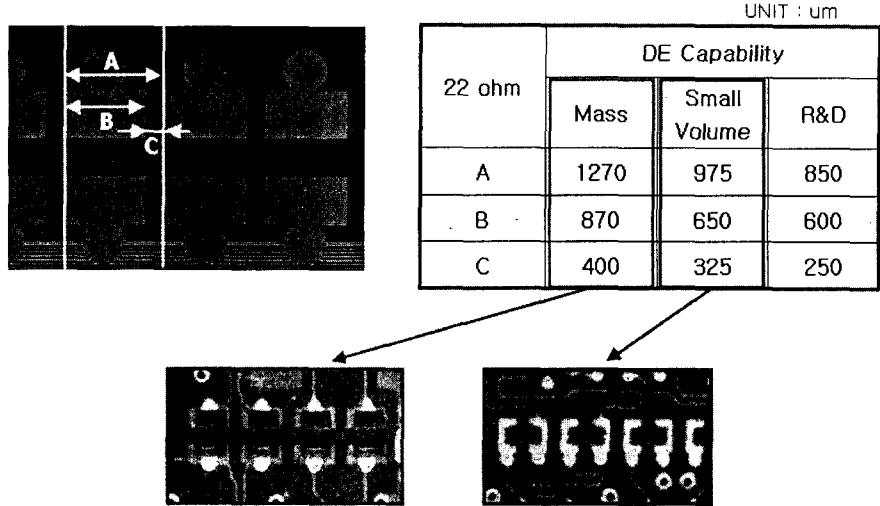 UNIT : um
A
B
C
22 ohm
DE Capability
Mass
Small
Volume
R&D
A 1270 975 850
B 870 650 600
C 400 325 250